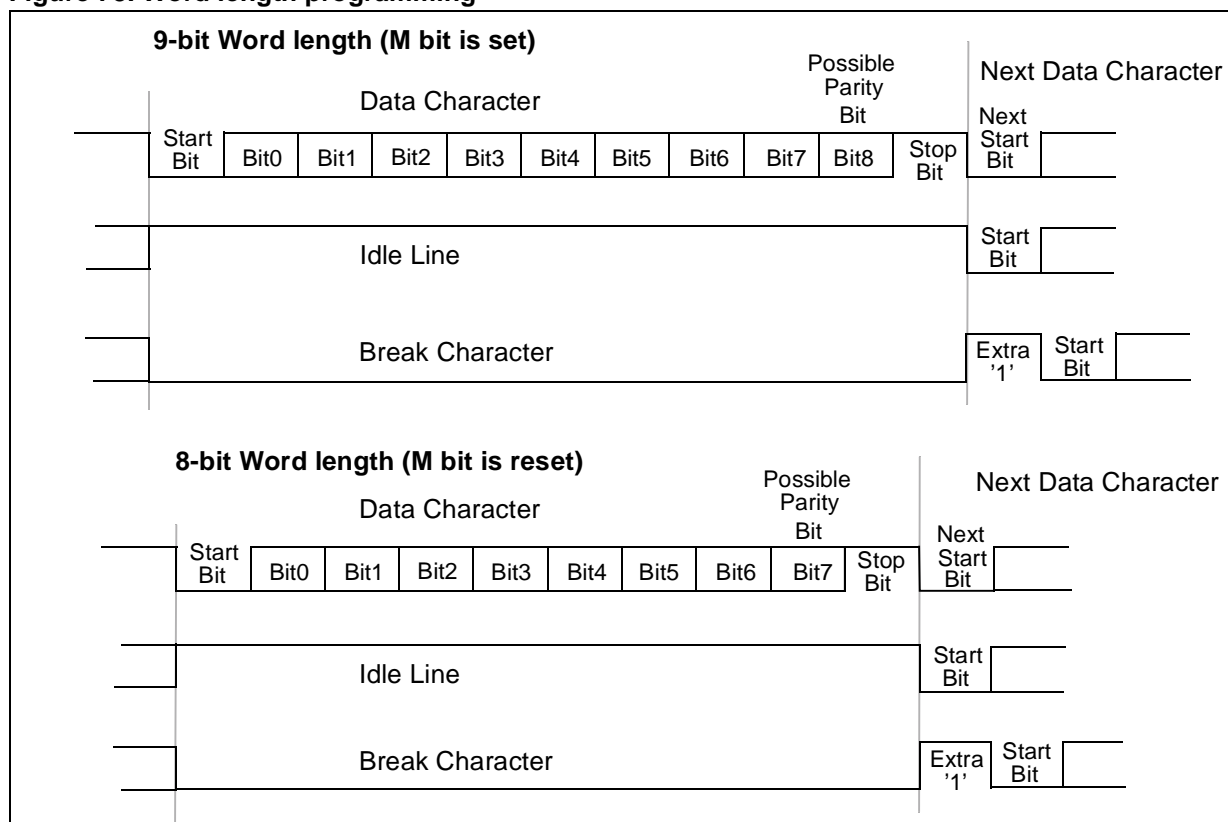 9-bit Word length (M bit is set)
Possible
Parity
Bit
Next Data Character
Data Character
Next
Start
Bit
Start
Bit
Bit0
Bit1
Bit2
Bit3
Bit4
Bit5
Bit6
Bit7
Bit8
Stop
Bit
Idle Line
Start
Bit
Break Character
Extra
'1'
Start
Bit
8-bit Word length (M bit is reset)
Possible
Parity
Bit
Next Data Character
Data Character
Next
Start
Bit
Start
Bit
Bit0
Bit1
Bit2
Bit3
Bit4
Bit5
Bit6
Bit7
Stop
Bit
Idle Line
Start
Bit
Break Character
Extra
'1'
Start
Bit